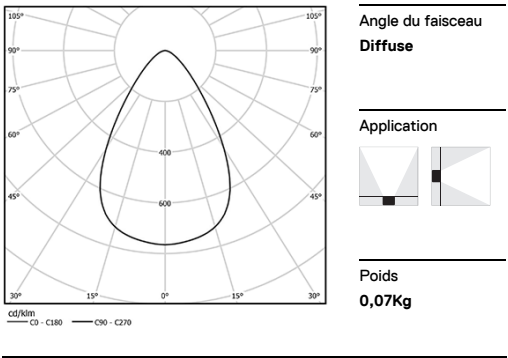 105°
105°
90°
90°
75°
75°
60°
60°
400
45°
45°
600
30°
15°
0°
15°
30°
cd/klm
C0 - C180
C90 - C270
Angle du faisceau
Diffuse
Application
Poids
0,07Kg